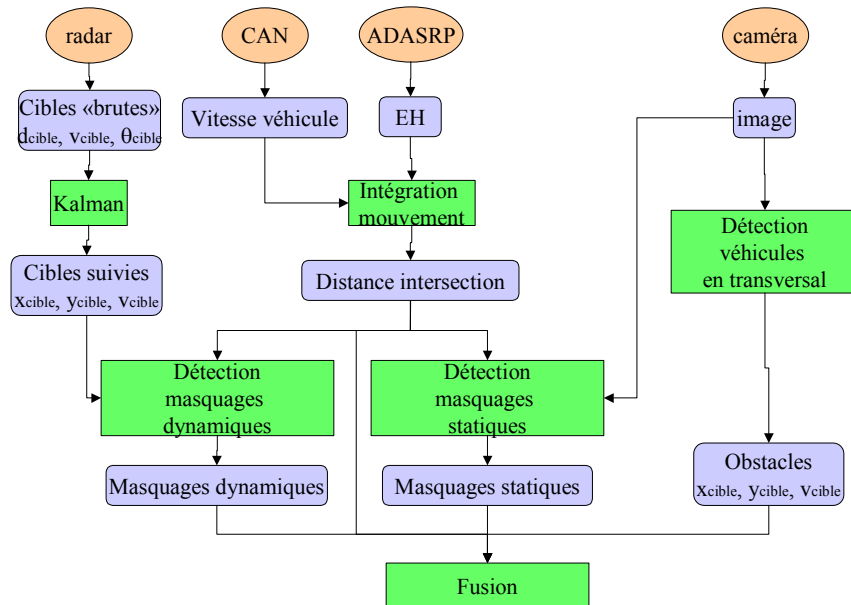 radar
CAN
ADASRP
caméra
Cibles «brutes»
dcible, vcible, θcible
Vitesse véhicule
EH
image
Kalman
Intégration
mouvement
Détection
véhicules
en transversal
Cibles suivies
xcible, ycible, vcible
Distance intersection
Détection
masquages
dynamiques
Détection
masquages
statiques
Masquages dynamiques
Masquages statiques
Obstacles
xcible, ycible, vcible
Fusion